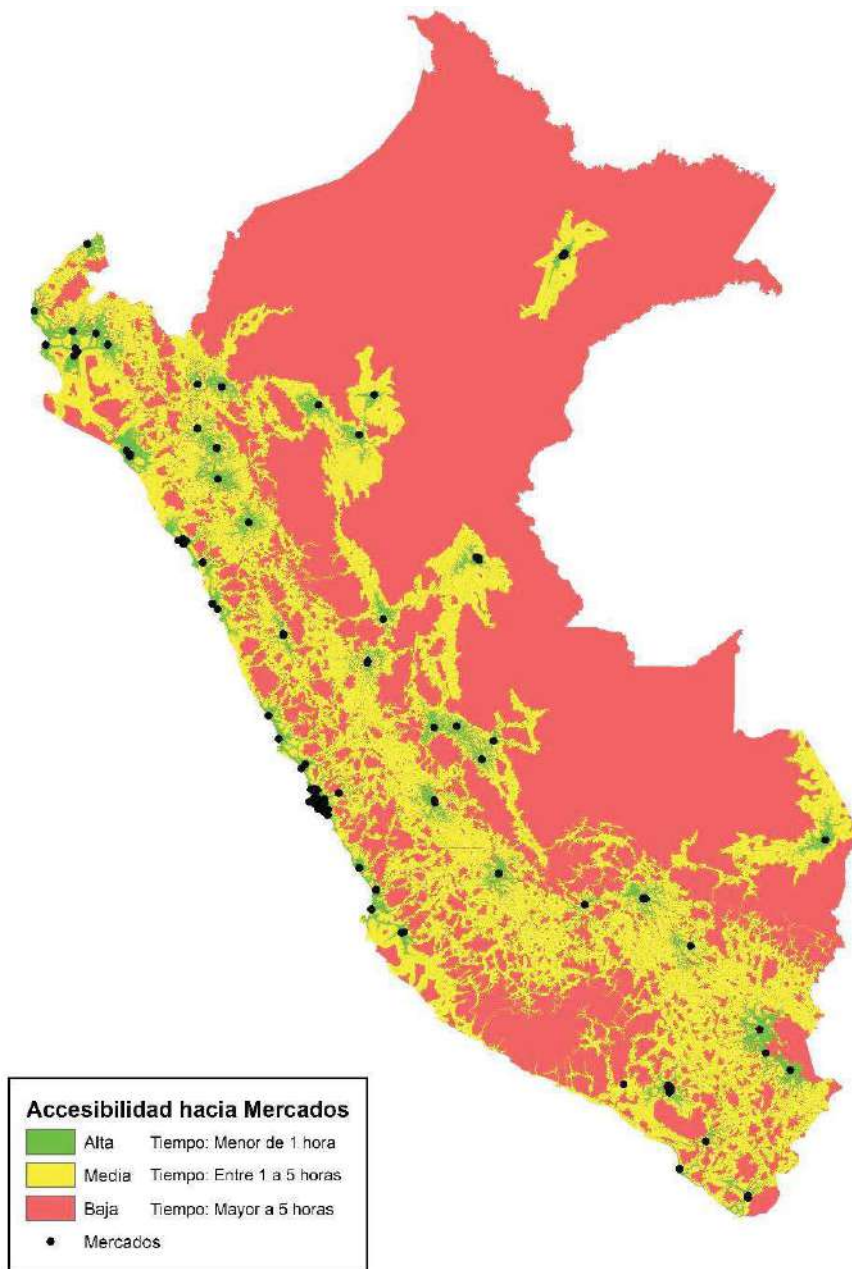 Accesibilidad hacia Mercados
Alta Tiempo: Menor de 1 hora
Media Tiempo: Entre 1 a 5 horas
Baja Tiempo: Mayor a 5 horas
Mercados